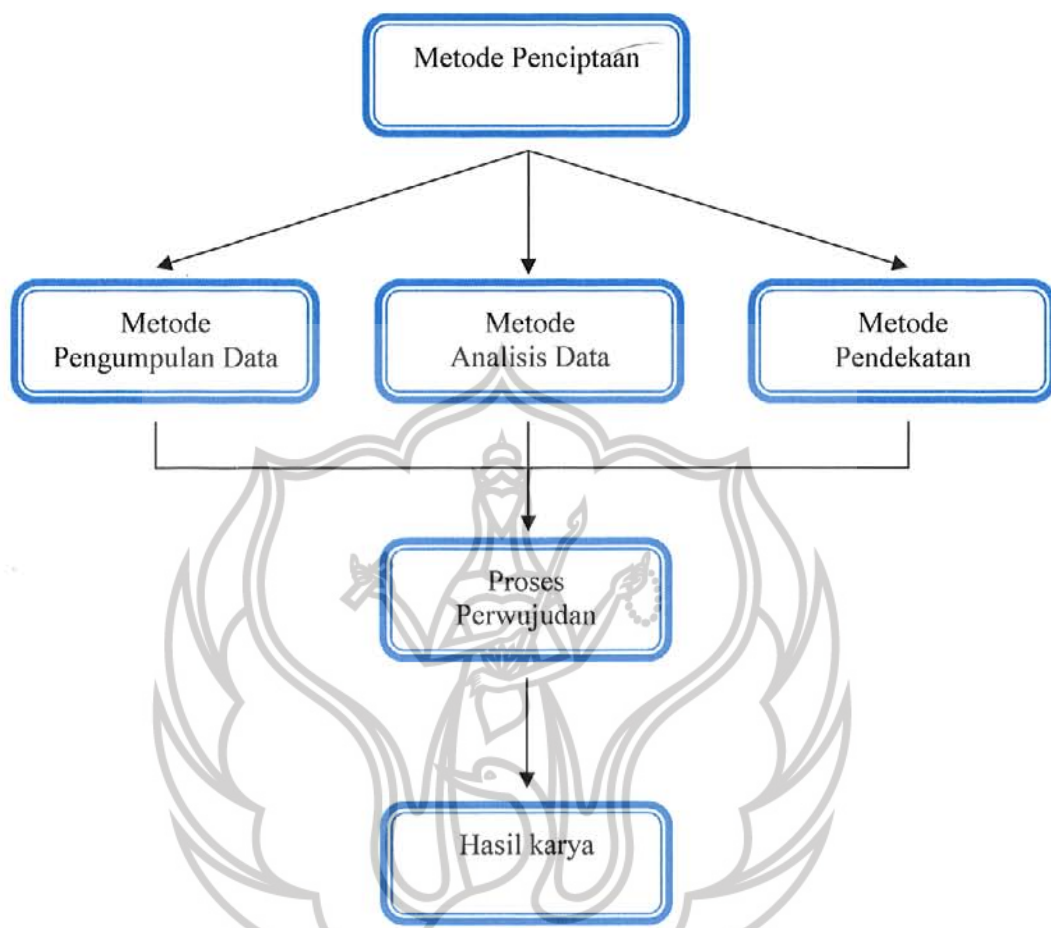 Metode Penciptaan
Metode
Pengumpulan Data
Metode
Analisis Data
Metode
Pendekatan
Proses
Perwujudan
Hasil karya